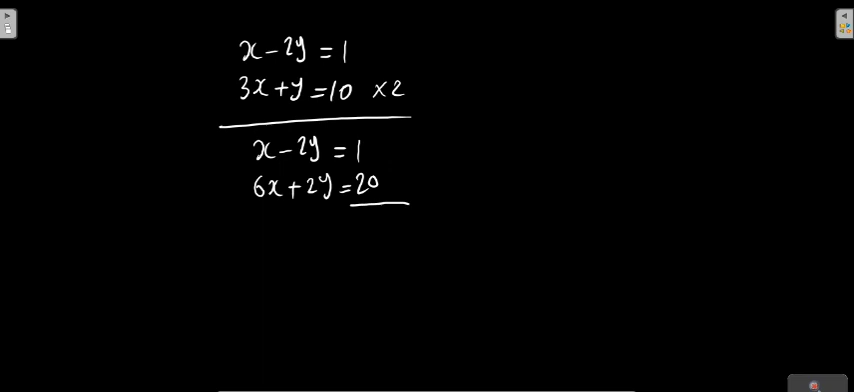 x - 2y = 1
3x + y = 10 × 2
x - 2y = 1
6x + 2y = 20